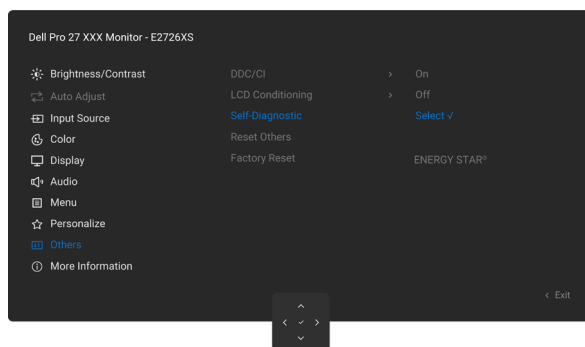 Dell Pro 27 XXX Monitor - E2726XS
Brightness/Contrast
Auto Adjust
Input Source
Color
Display
Audio
Menu
Personalize
Others
More Information
DDC/CI > On
LCD Conditioning > Off
Self-Diagnostic Select √
Reset Others
Factory Reset ENERGY STAR®
< Exit